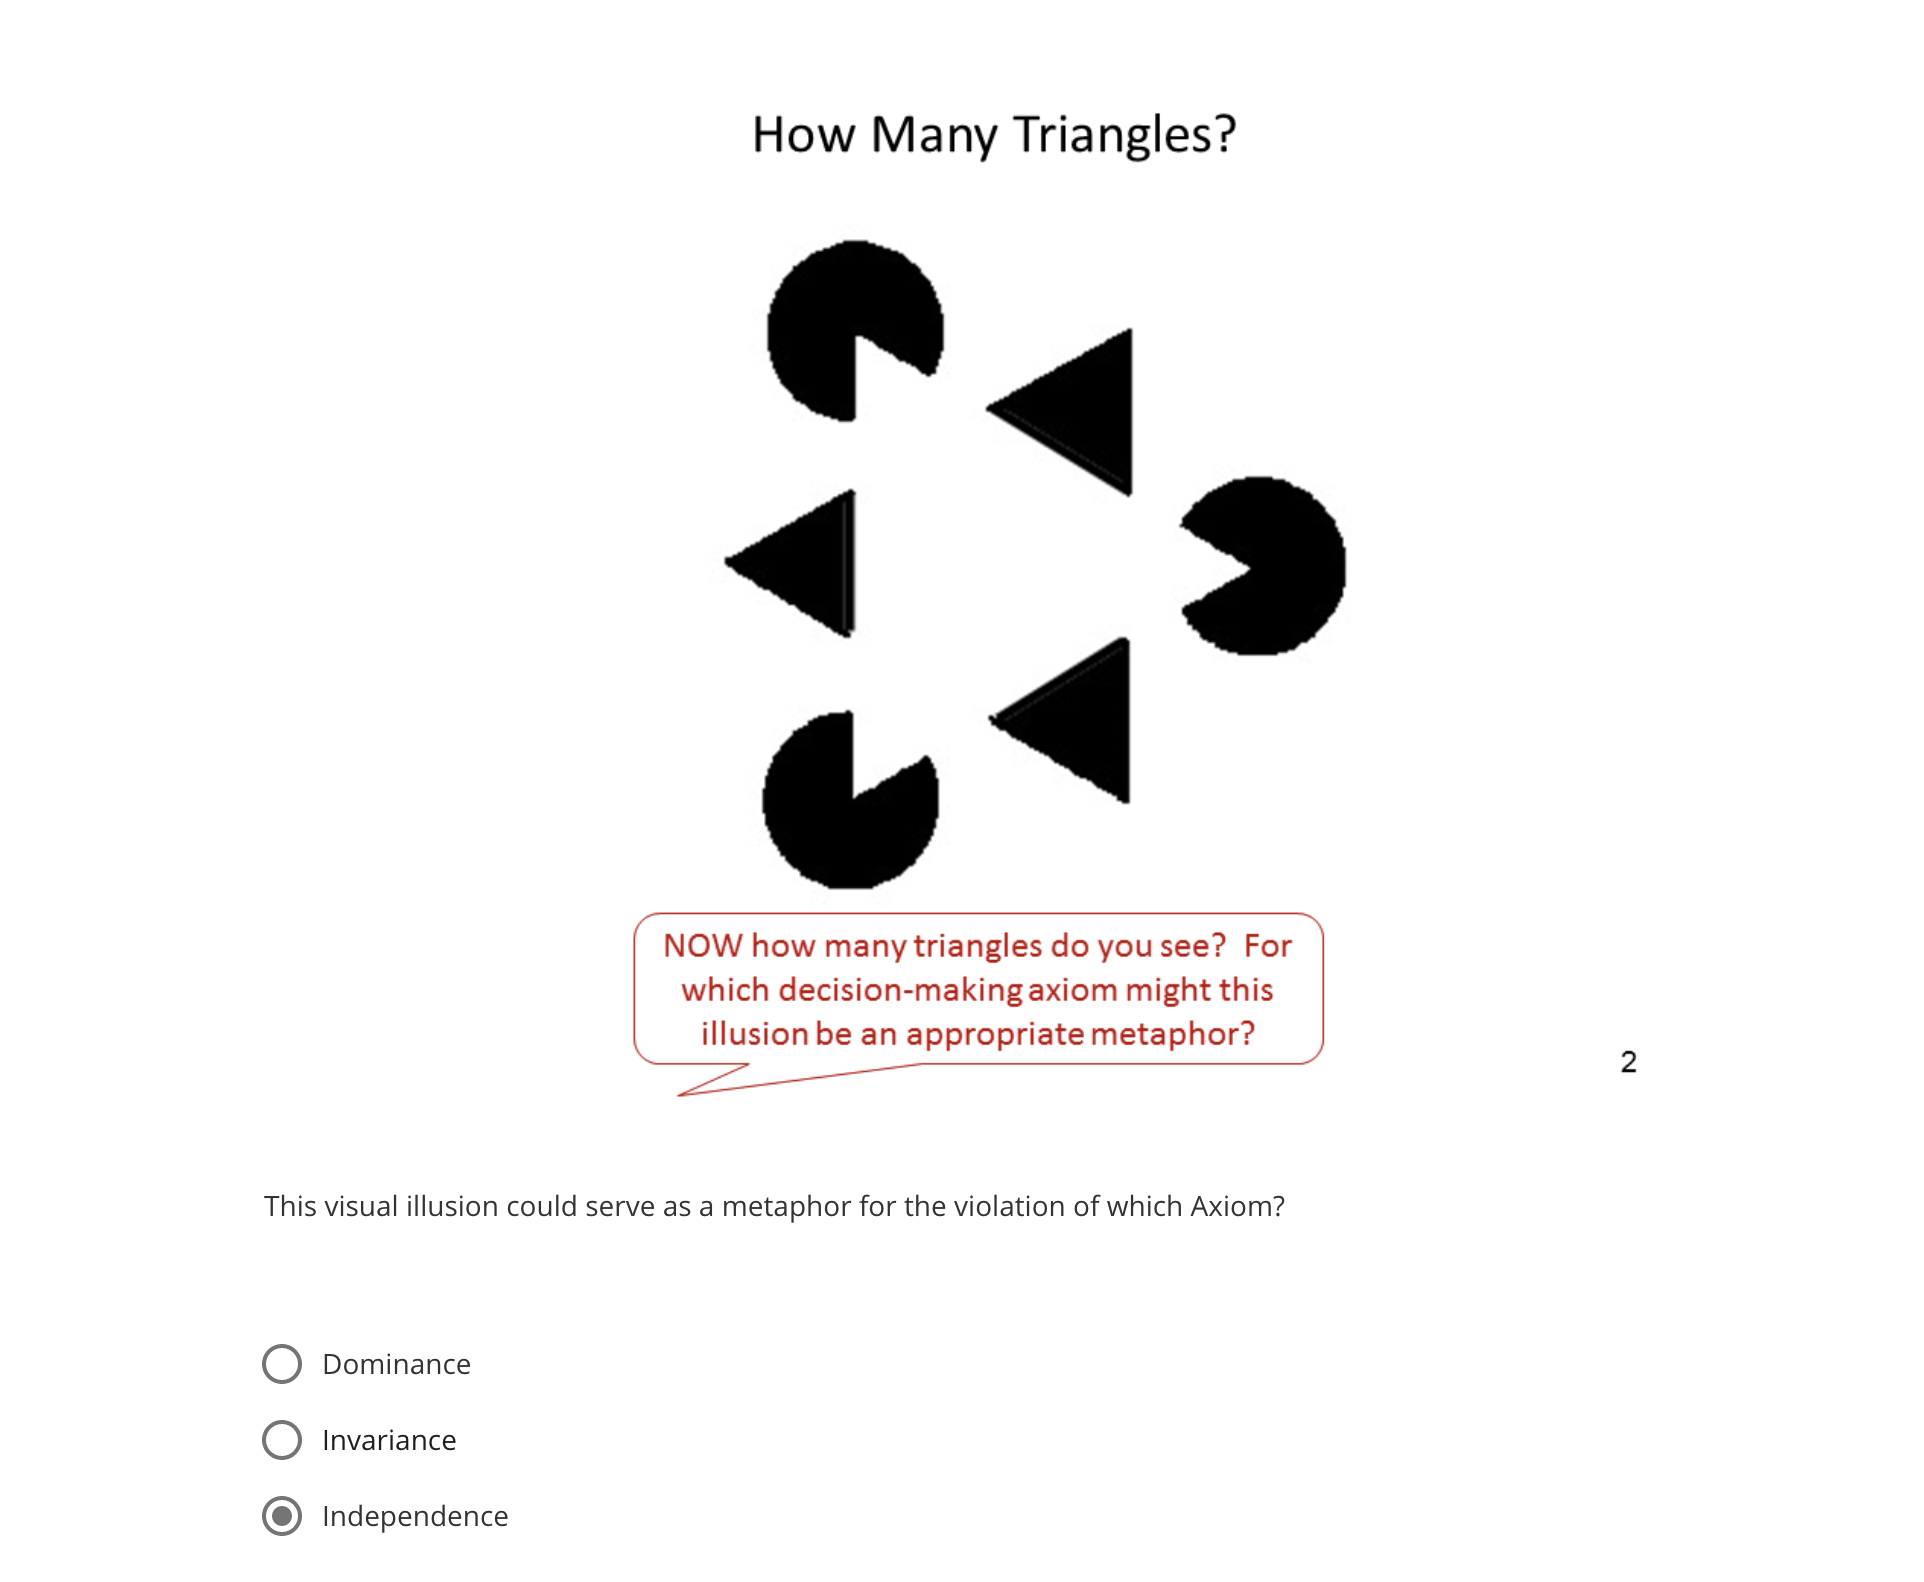 How Many Triangles?
NOW how many triangles do you see? For
which decision-making axiom might this
illusion be an appropriate metaphor?
2
This visual illusion could serve as a metaphor for the violation of which Axiom?
Dominance
Invariance
Independence